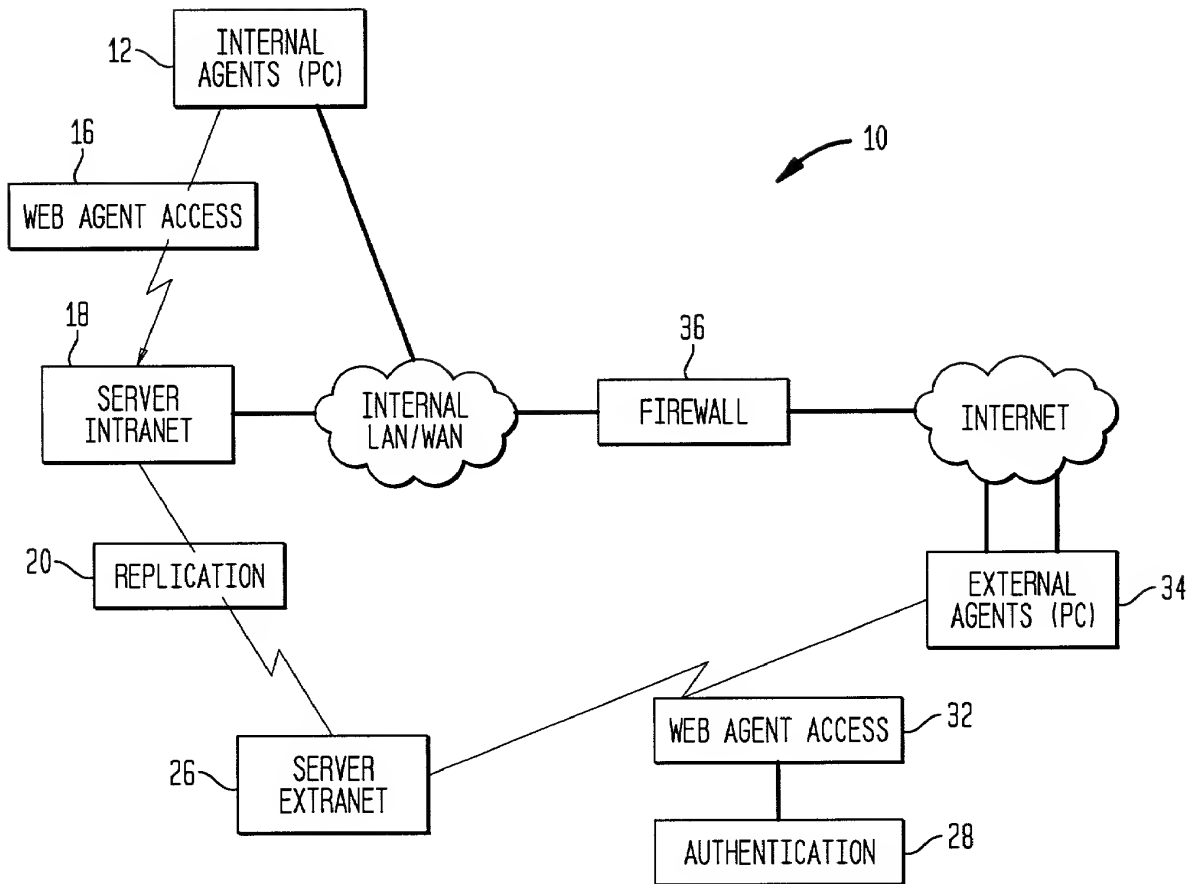 12
INTERNAL
AGENTS (PC)
16
WEB AGENT ACCESS
10
18
SERVER
INTRANET
INTERNAL
LAN/WAN
36
FIREWALL
INTERNET
20
REPLICATION
EXTERNAL
AGENTS (PC)
34
26
SERVER
EXTRANET
WEB AGENT ACCESS
32
AUTHENTICATION
28